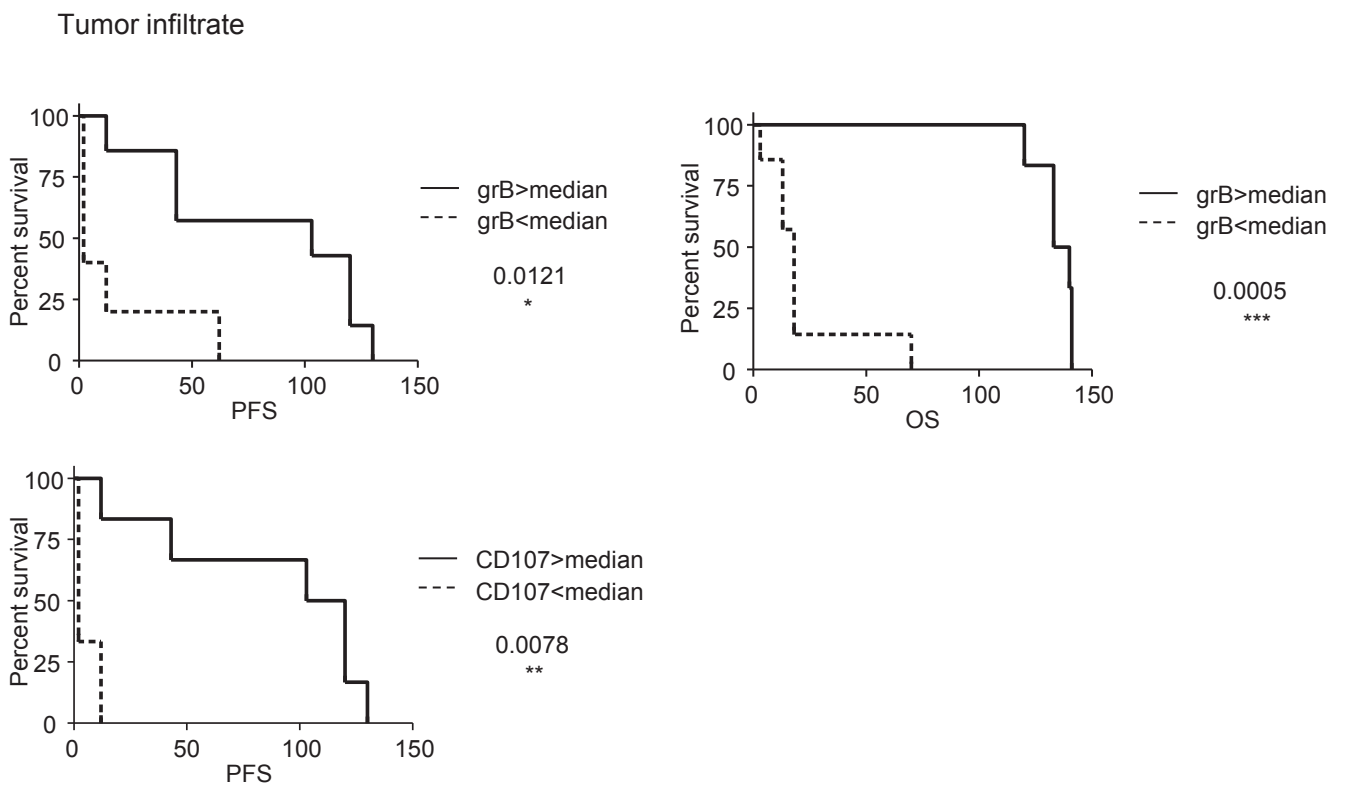 Tumor infiltrate
100
75
50
25
0
Percent survival
0 50 100 150
PFS
grB>median
grB<median
0.0121
*
100
75
50
25
0
Percent survival
0 50 100 150
OS
grB>median
grB<median
0.0005
***
100
75
50
25
0
Percent survival
0 50 100 150
PFS
CD107>median
CD107<median
0.0078
**